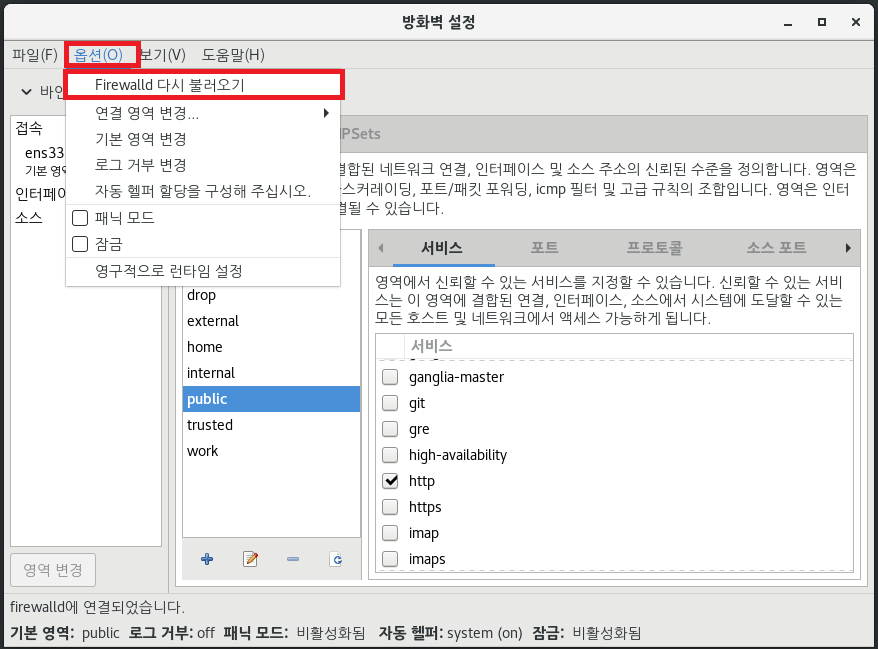 방화벽 설정
파일(F) 옵션(O) 보기(V) 도움말(H)
Firewalld 다시 불러오기
연결 영역 변경...
기본 영역 변경
로그 거부 변경
자동 헬퍼 할당을 구성해 주십시오.
패닉 모드
잠금
영구적으로 런타임 설정
바인
접속
ens33
기본 영역
인터페이
소스
영역 변경
PSets
결합된 네트워크 연결, 인터페이스 및 소스 주소의 신뢰된 수준을 정의합니다. 영역은
스커레이딩, 포트/패킷 포워딩, icmp 필터 및 고급 규칙의 조합입니다. 영역은 인터
결될 수 있습니다.
drop
external
home
internal
public
trusted
work
서비스 포트 프로토콜 소스 포트
영역에서 신뢰할 수 있는 서비스를 지정할 수 있습니다. 신뢰할 수 있는 서비
스는 이 영역에 결합된 연결, 인터페이스, 소스에서 시스템에 도달할 수 있는
모든 호스트 및 네트워크에서 액세스 가능하게 됩니다.
서비스
ganglia-master
git
gre
high-availability
http
https
imap
imaps
firewalld에 연결되었습니다.
기본 영역: public 로그 거부: off 패닉 모드: 비활성화됨 자동 헬퍼: system (on) 잠금: 비활성화됨